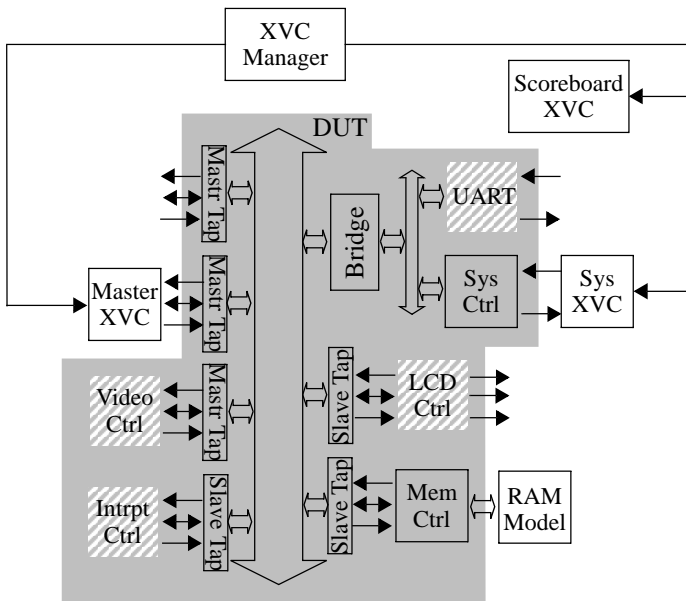 XVC
Manager
Scoreboard
XVC
DUT
Mastr Tap
UART
Bridge
Master
XVC
Mastr Tap
Sys
Ctrl
Sys
XVC
Video
Ctrl
Mastr Tap
Slave Tap
LCD
Ctrl
Intrpt
Ctrl
Slave Tap
Slave Tap
Mem
Ctrl
RAM
Model